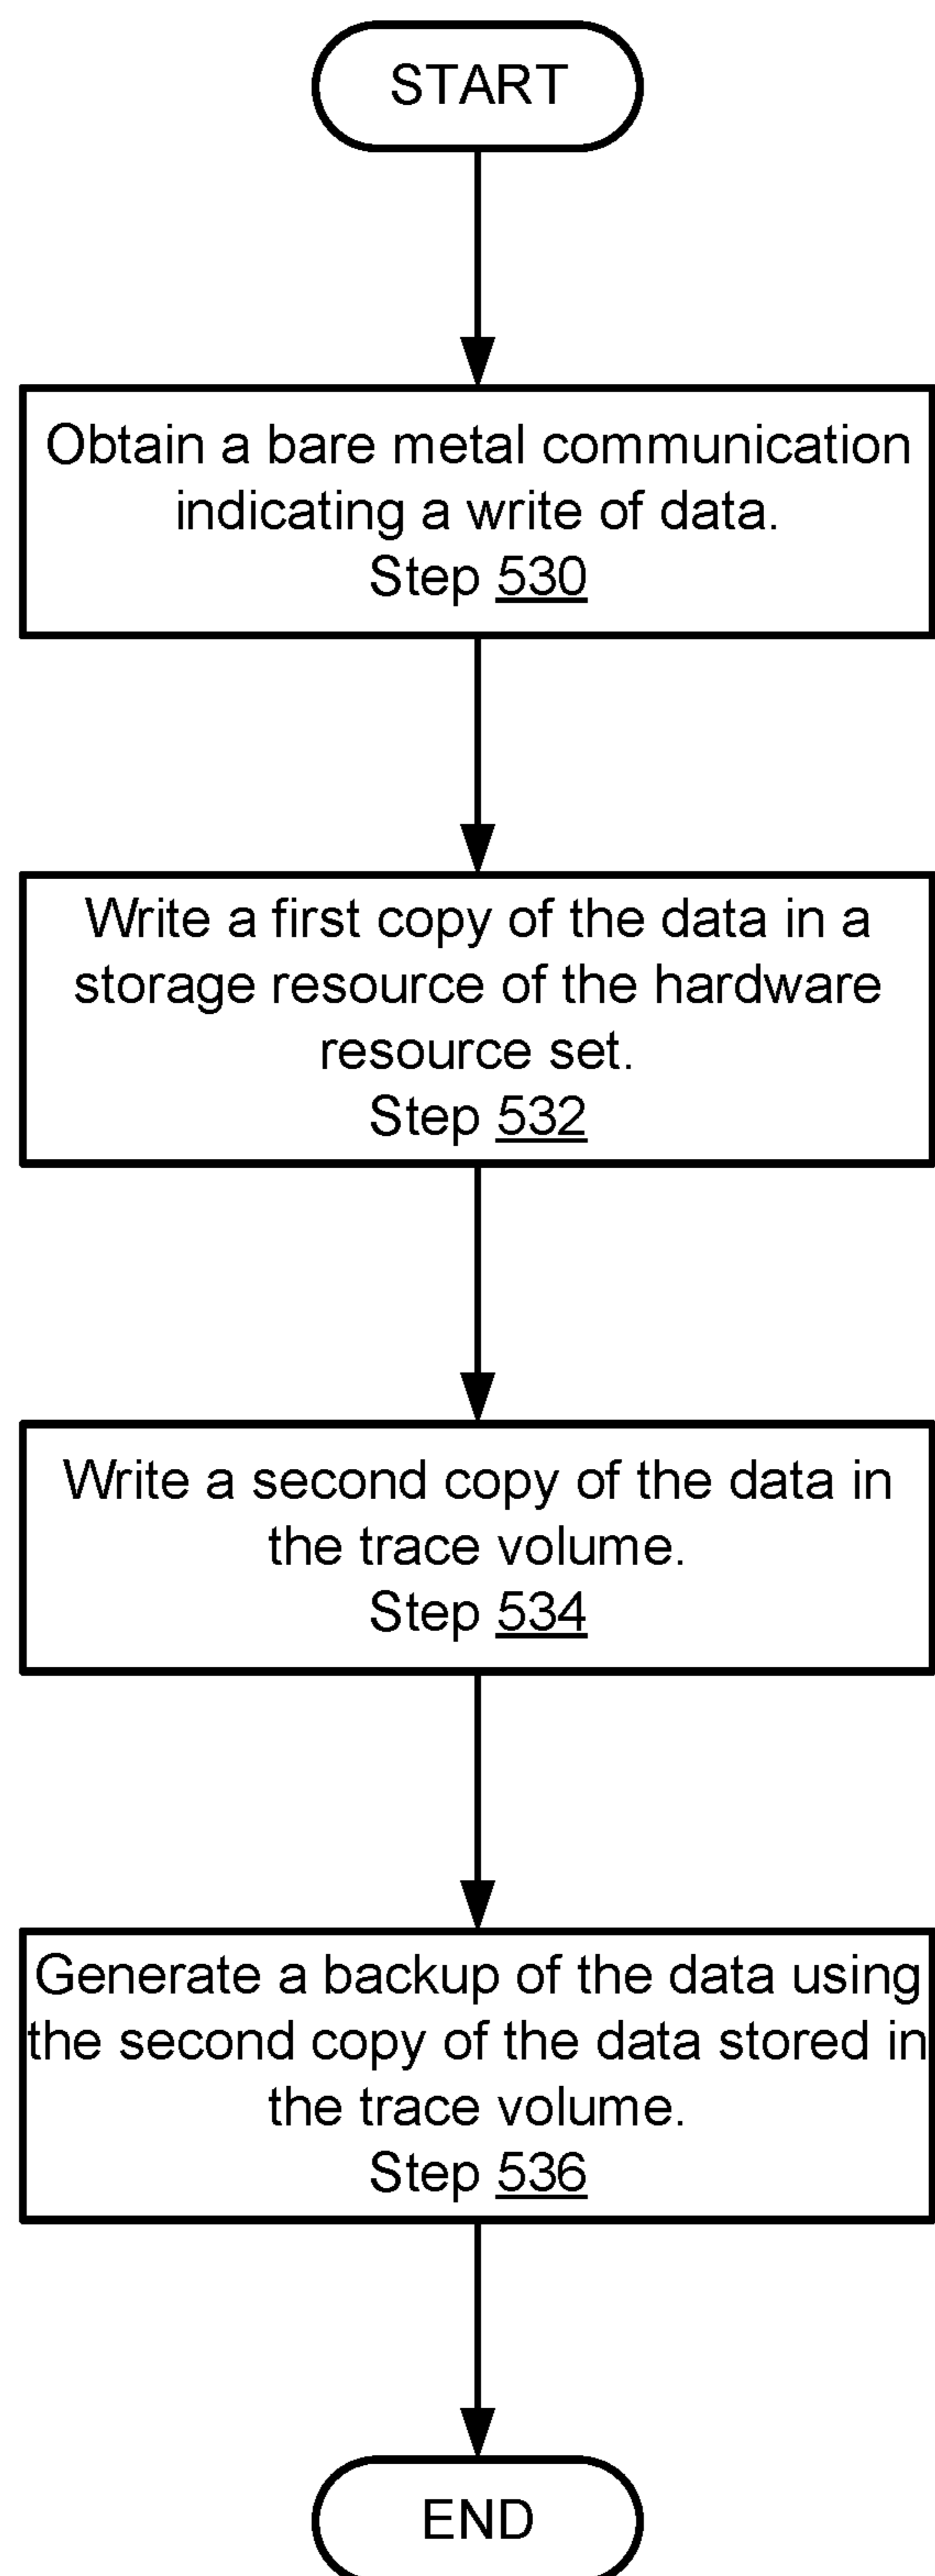 START
Obtain a bare metal communication
indicating a write of data.
Step 530
Write a first copy of the data in a
storage resource of the hardware
resource set.
Step 532
Write a second copy of the data in
the trace volume.
Step 534
Generate a backup of the data using
the second copy of the data stored in
the trace volume.
Step 536
END